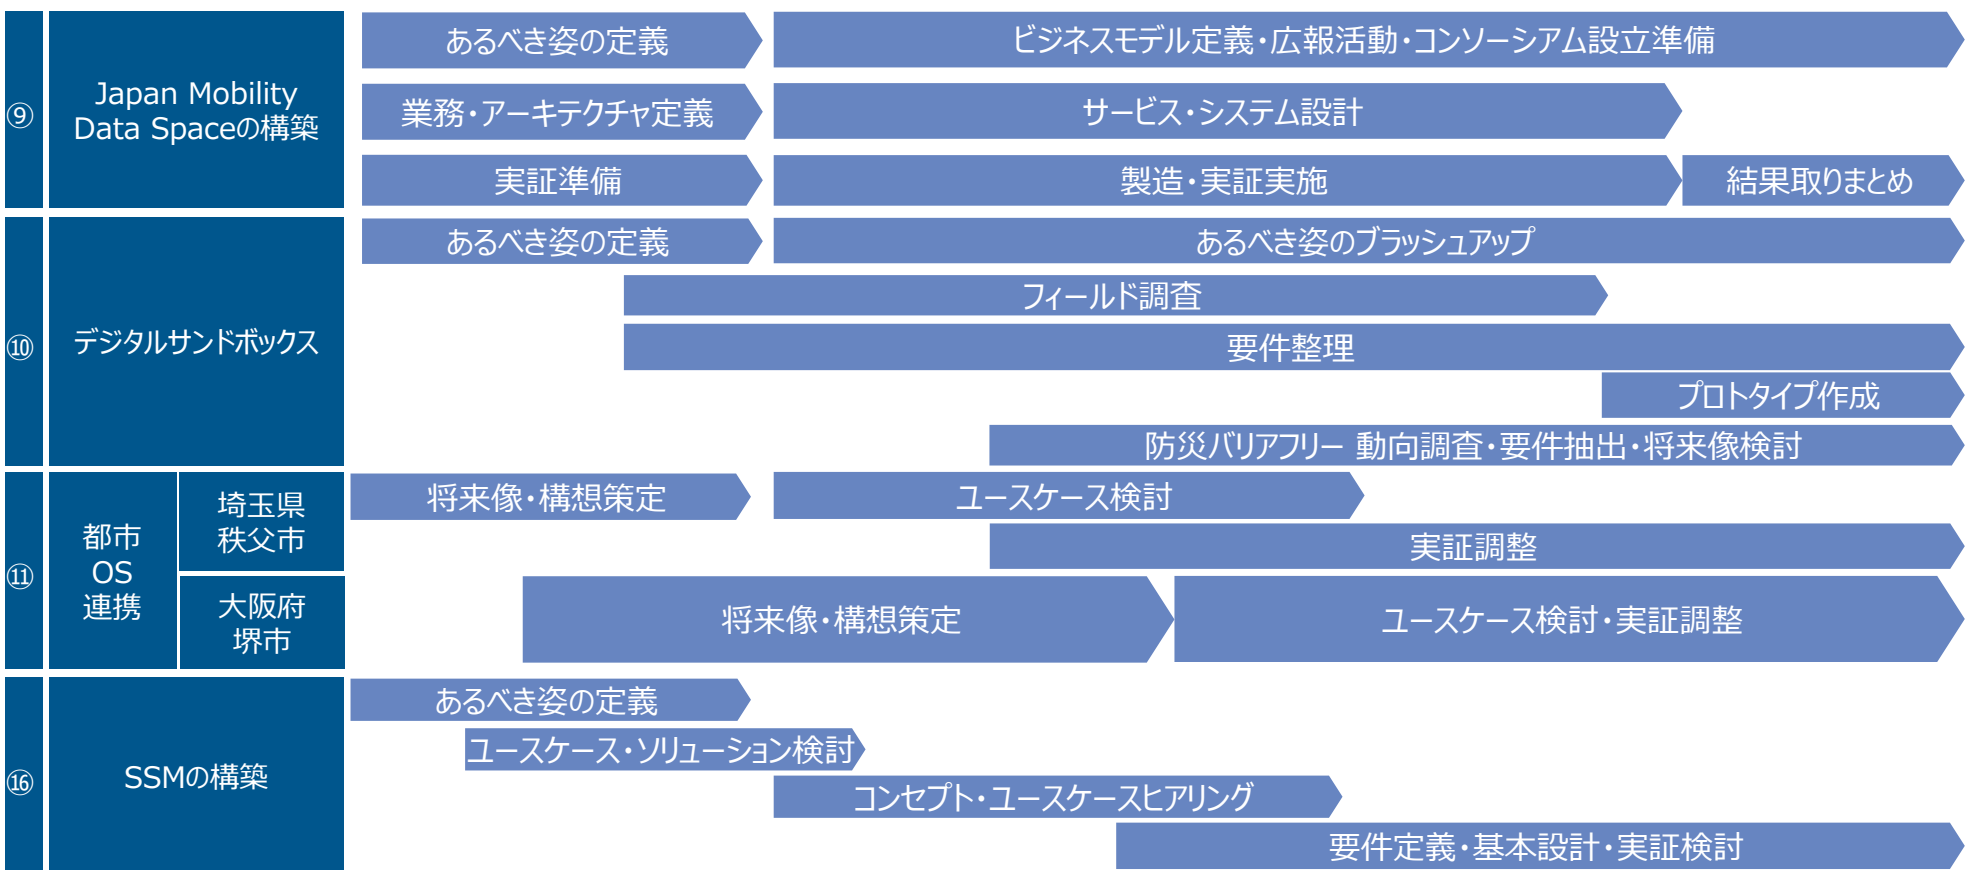 ⑨
Japan Mobility
Data Spaceの構築
あるべき姿の定義
ビジネスモデル定義・広報活動・コンソーシアム設立準備
業務・アーキテクチャ定義
サービス・システム設計
実証準備
製造・実証実施
結果取りまとめ
⑩
デジタルサンドボックス
あるべき姿の定義
あるべき姿のブラッシュアップ
フィールド調査
要件整理
プロトタイプ作成
防災バリアフリー 動向調査・要件抽出・将来像検討
⑪
都市
OS
連携
埼玉県
秩父市
将来像・構想策定
ユースケース検討
実証調整
大阪府
堺市
将来像・構想策定
ユースケース検討・実証調整
⑯
SSMの構築
あるべき姿の定義
ユースケース・ソリューション検討
コンセプト・ユースケースヒアリング
要件定義・基本設計・実証検討